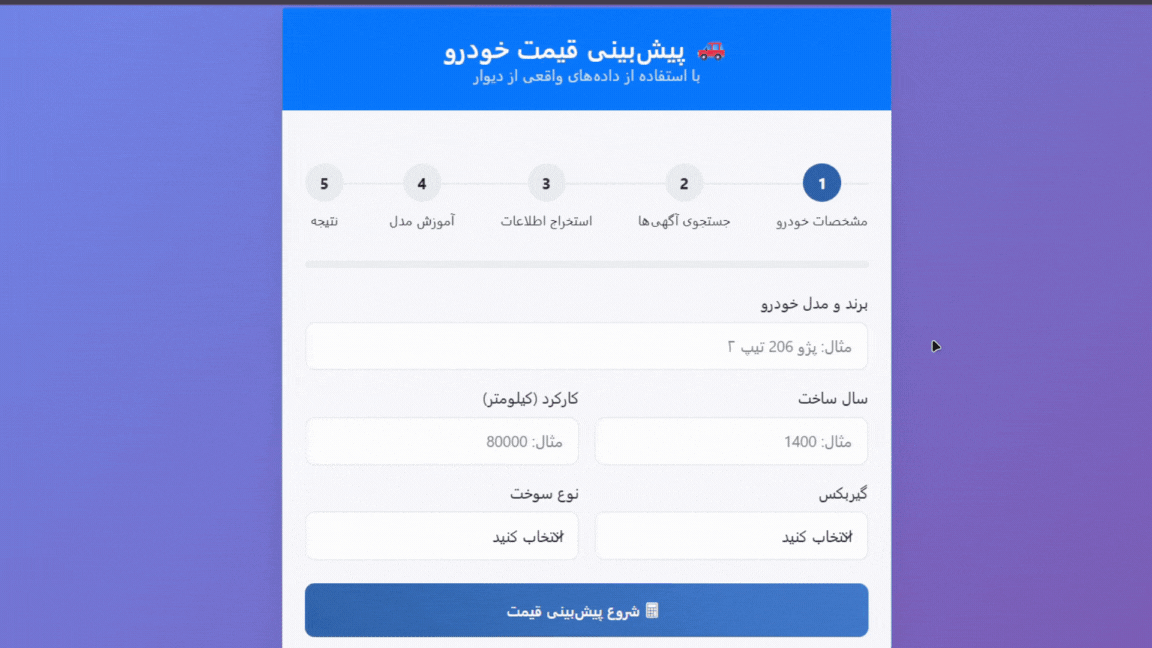 🚗 پیش‌بینی قیمت خودرو
با استفاده از داده‌های واقعی از دیوار
1
2
3
4
5
مشخصات خودرو
جستجوی آگهی‌ها
استخراج اطلاعات
آموزش مدل
نتیجه
برند و مدل خودرو
مثال: پژو 206 تیپ ۲
سال ساخت
کارکرد (کیلومتر)
مثال: 1400
مثال: 80000
گیربکس
نوع سوخت
انتخاب کنید
انتخاب کنید
شروع پیش‌بینی قیمت